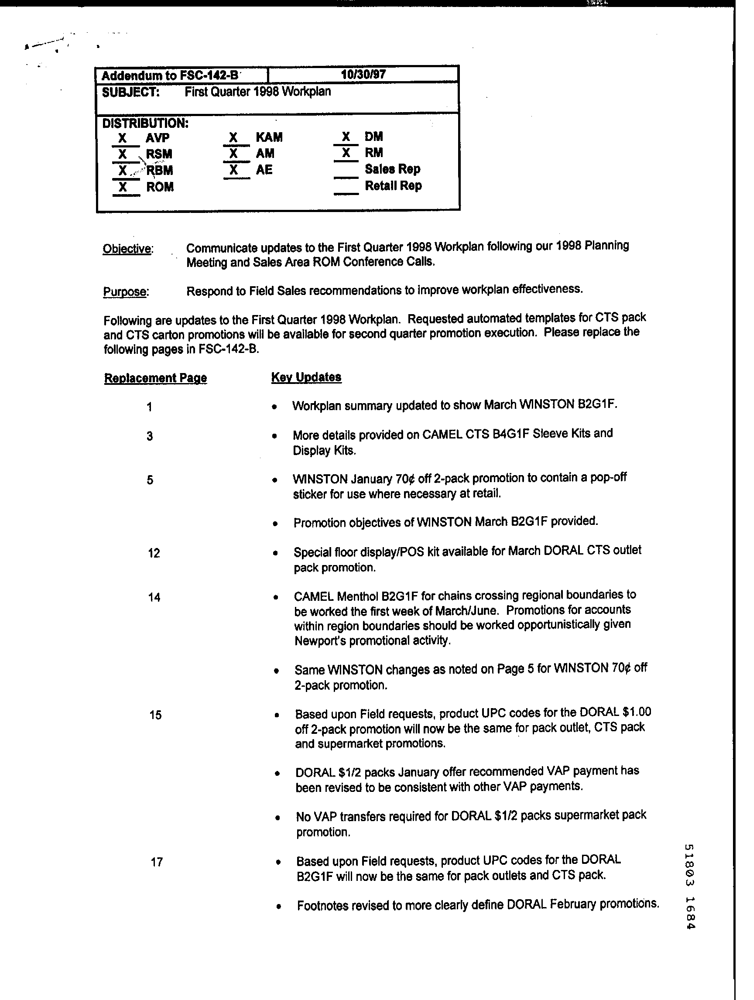 Addendum to FSC-142-B 10/30/97
SUBJECT: First Quarter 1998 Workplan
DISTRIBUTION:
X AVP X KAM X DM
X RSM X AM X RM
X RBM X AE Sales Rep
X ROM Retail Rep
Objective: Communicate updates to the First Quarter 1998 Workplan following our 1998 Planning
Meeting and Sales Area ROM Conference Calls.
Purpose: Respond to Field Sales recommendations to improve workplan effectiveness.
Following are updates to the First Quarter 1998 Workplan. Requested automated templates for CTS pack
and CTS carton promotions will be available for second quarter promotion execution. Please replace the
following pages in FSC-142-B.
Replacement Page Key Updates
1 • Workplan summary updated to show March WINSTON B2G1F.
3 • More details provided on CAMEL CTS B4G1F Sleeve Kits and
Display Kits.
5 • WINSTON January 70¢ off 2-pack promotion to contain a pop-off
sticker for use where necessary at retail.
• Promotion objectives of WINSTON March B2G1F provided.
12 • Special floor display/POS kit available for March DORAL CTS outlet
pack promotion.
14 • CAMEL Menthol B2G1F for chains crossing regional boundaries to
be worked the first week of March/June. Promotions for accounts
within region boundaries should be worked opportunistically given
Newport's promotional activity.
• Same WINSTON changes as noted on Page 5 for WINSTON 70¢ off
2-pack promotion.
15 • Based upon Field requests, product UPC codes for the DORAL $1.00
off 2-pack promotion will now be the same for pack outlet, CTS pack
and supermarket promotions.
• DORAL $1/2 packs January offer recommended VAP payment has
been revised to be consistent with other VAP payments.
• No VAP transfers required for DORAL $1/2 packs supermarket pack
promotion.
17 • Based upon Field requests, product UPC codes for the DORAL
B2G1F will now be the same for pack outlets and CTS pack.
• Footnotes revised to more clearly define DORAL February promotions.
51803 1684